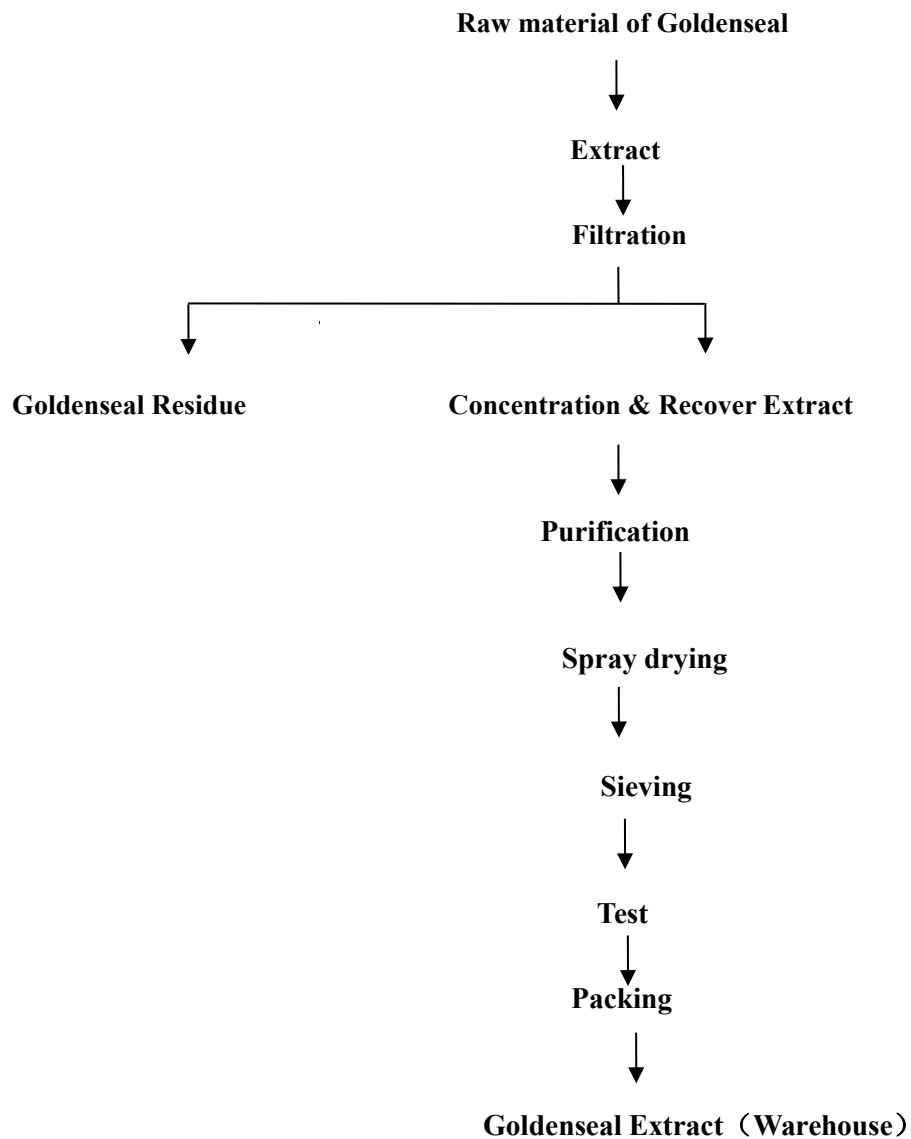 Raw material of Goldenseal
Extract
Filtration
Goldenseal Residue
Concentration & Recover Extract
Purification
Spray drying
Sieving
Test
Packing
Goldenseal Extract（Warehouse）